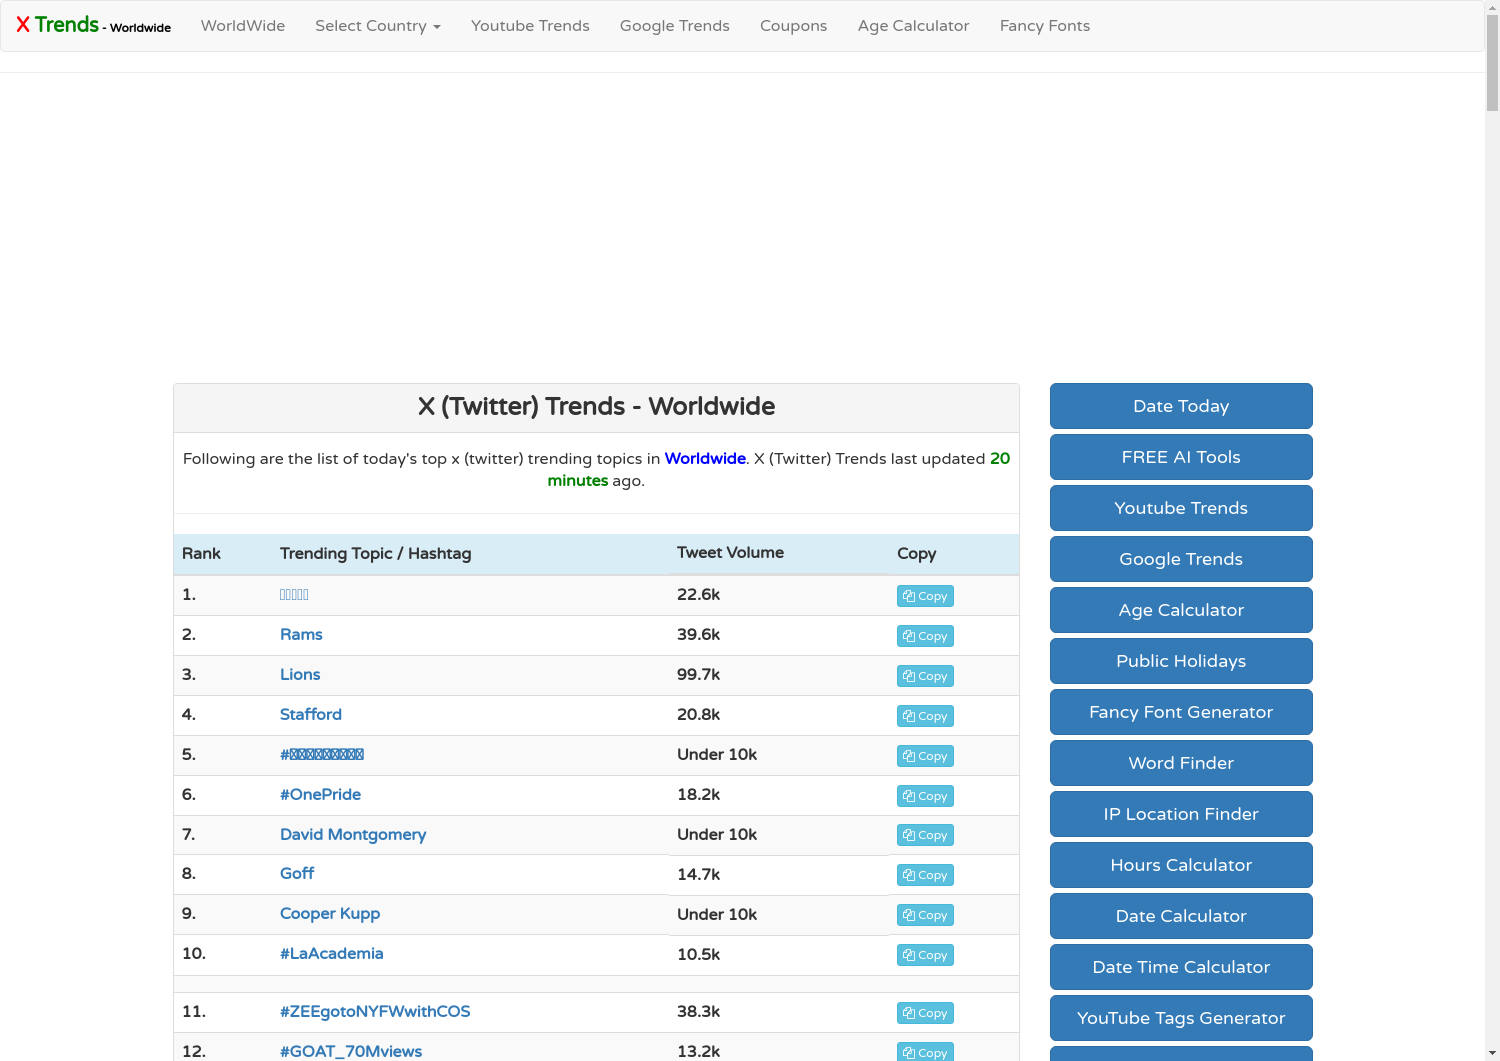 X Trends - Worldwide WorldWide Select Country Youtube Trends Google Trends Coupons Age Calculator Fancy Fonts
X (Twitter) Trends - Worldwide
Following are the list of today's top x (twitter) trending topics in Worldwide. X (Twitter) Trends last updated 20
minutes ago.
Rank Trending Topic / Hashtag Tweet Volume Copy
1. 22.6k Copy
2. Rams 39.6k Copy
3. Lions 99.7k Copy
4. Stafford 20.8k Copy
5. # Under 10k Copy
6. #OnePride 18.2k Copy
7. David Montgomery Under 10k Copy
8. Goff 14.7k Copy
9. Cooper Kupp Under 10k Copy
10. #LaAcademia 10.5k Copy
11. #ZEEgotoNYFWwithCOS 38.3k Copy
12. #GOAT_70Mviews 13.2k Copy
Date Today
FREE AI Tools
Youtube Trends
Google Trends
Age Calculator
Public Holidays
Fancy Font Generator
Word Finder
IP Location Finder
Hours Calculator
Date Calculator
Date Time Calculator
YouTube Tags Generator